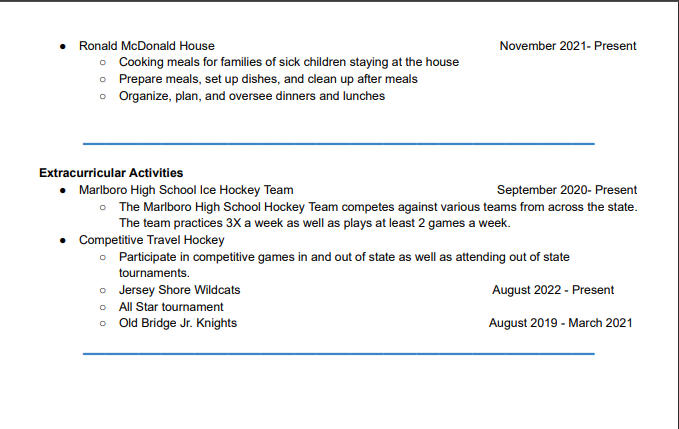 ● Ronald McDonald House November 2021- Present
○ Cooking meals for families of sick children staying at the house
○ Prepare meals, set up dishes, and clean up after meals
○ Organize, plan, and oversee dinners and lunches
Extracurricular Activities
● Marlboro High School Ice Hockey Team September 2020- Present
○ The Marlboro High School Hockey Team competes against various teams from across the state.
The team practices 3X a week as well as plays at least 2 games a week.
● Competitive Travel Hockey
○ Participate in competitive games in and out of state as well as attending out of state
tournaments.
○ Jersey Shore Wildcats August 2022 - Present
○ All Star tournament
○ Old Bridge Jr. Knights August 2019 - March 2021